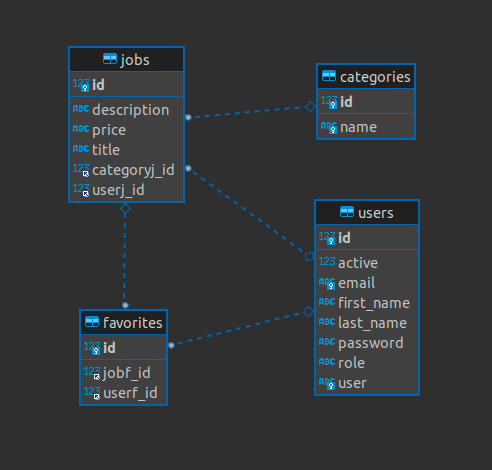 jobs
123 id
ABC description
ABC price
ABC title
123 categoryj_id
123 userj_id
categories
123 id
ABC name
users
123 id
123 active
ABC email
ABC first_name
ABC last_name
ABC password
ABC role
ABC user
favorites
123 id
123 jobf_id
123 userf_id